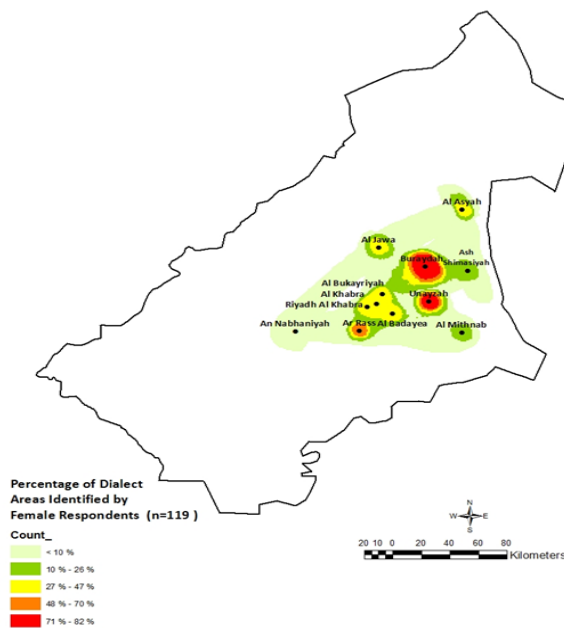 Al Asyah
Al Jawa
Buraydah
Ash
Shimasiyah
Al Bukayriyah
Unayzah
Al Khabra
Riyadh Al Khabra
An Nabhaniyah
Ar Rass
Al Badayea
Al Mithnab
Percentage of Dialect
Areas Identified by
Female Respondents (n=119 )
Count_
< 10 %
10 % - 26 %
27 % - 47 %
48 % - 70 %
71 % - 82 %
N
W
E
S
20 10 0 20 40 60 80
Kilometers